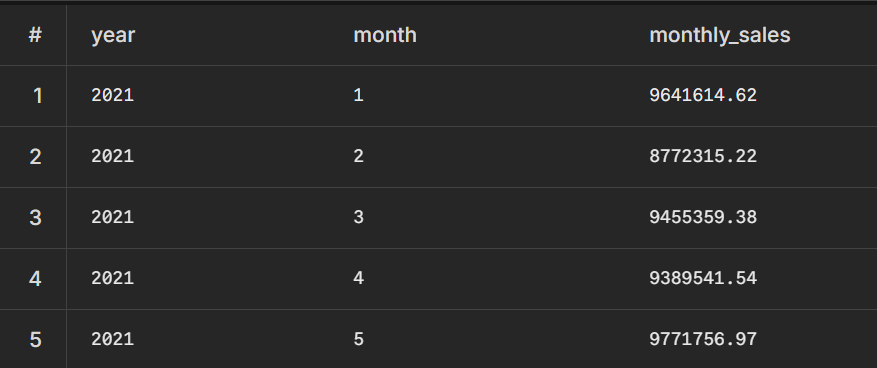 # year month monthly_sales
1 2021 1 9641614.62
2 2021 2 8772315.22
3 2021 3 9455359.38
4 2021 4 9389541.54
5 2021 5 9771756.97